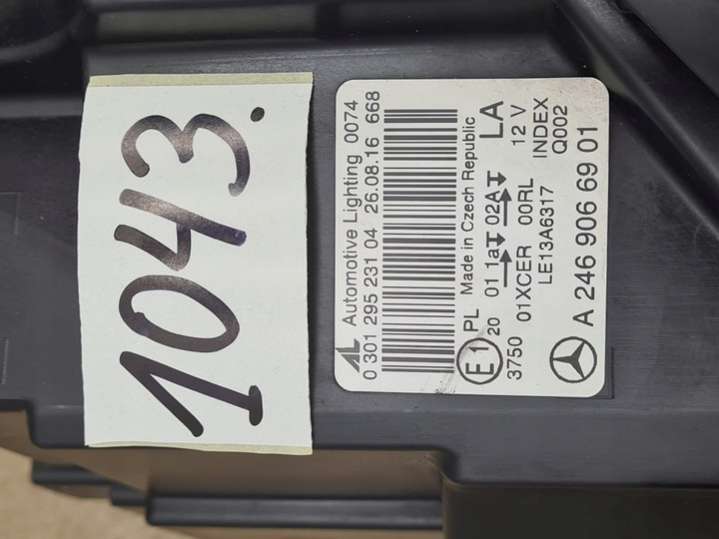 1043.
AL Automotive Lighting 0074
0 301 295 231 04 26.08.16 668
E1 PL Made in Czech Republic
20 01 1a 02A LA
3750 01XCER 00RL 12 V
LE13A6317 INDEX
Q002
A 246 906 69 01